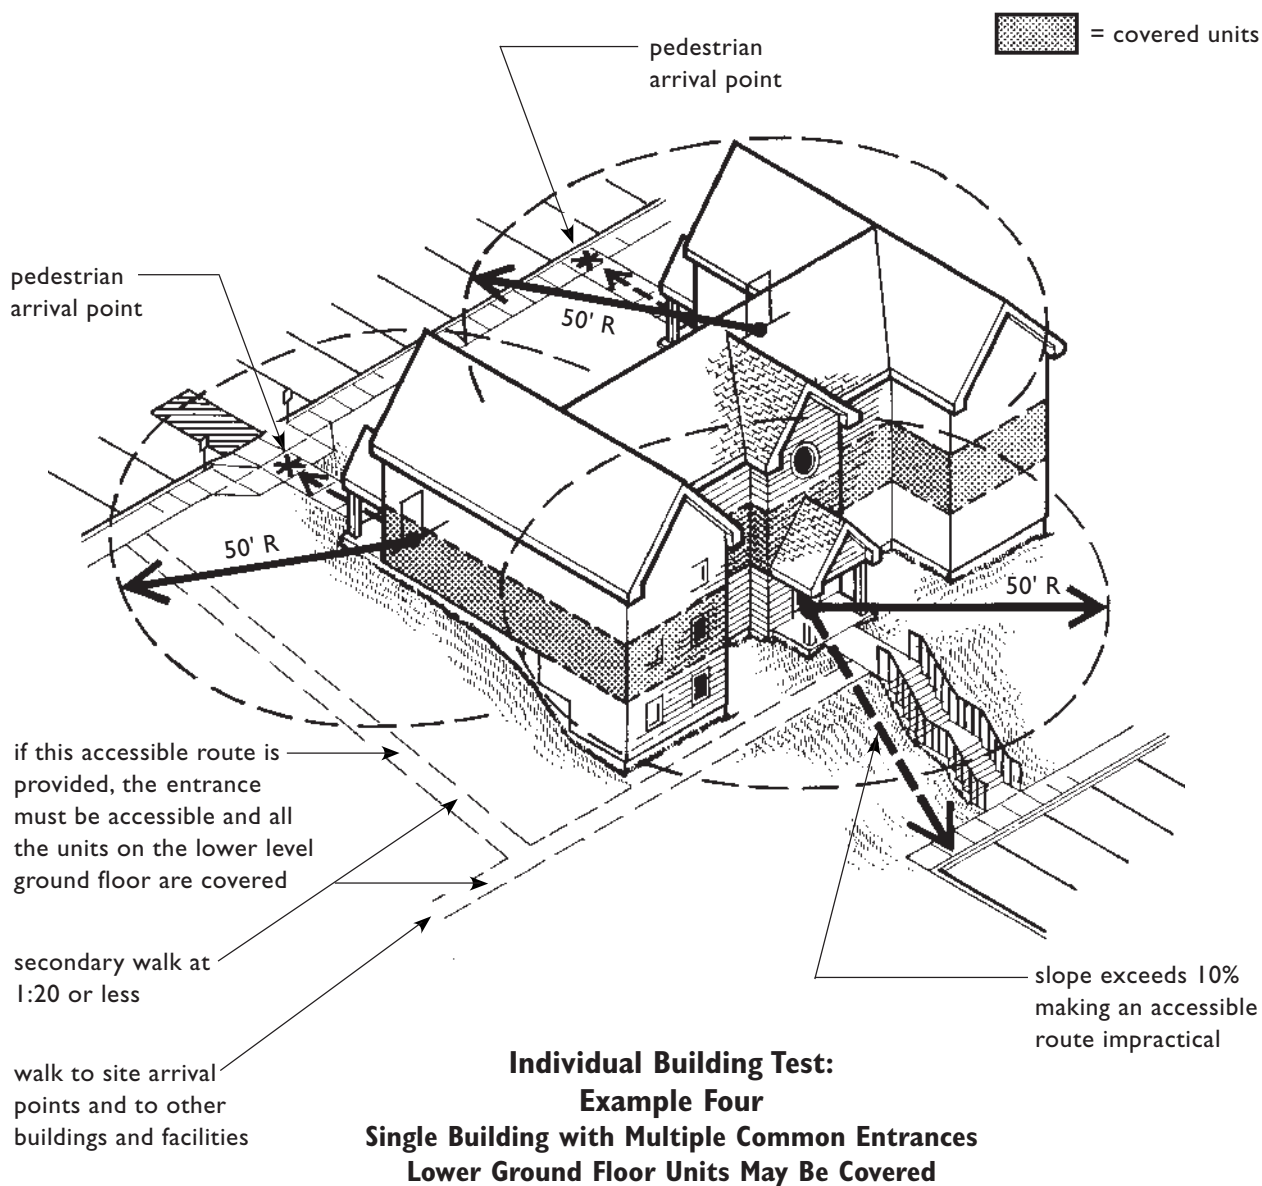 pedestrian
arrival point
= covered units
pedestrian
arrival point
50' R
50' R
50' R
if this accessible route is
provided, the entrance
must be accessible and all
the units on the lower level
ground floor are covered
secondary walk at
1:20 or less
walk to site arrival
points and to other
buildings and facilities
slope exceeds 10%
making an accessible
route impractical
Individual Building Test:
Example Four
Single Building with Multiple Common Entrances
Lower Ground Floor Units May Be Covered